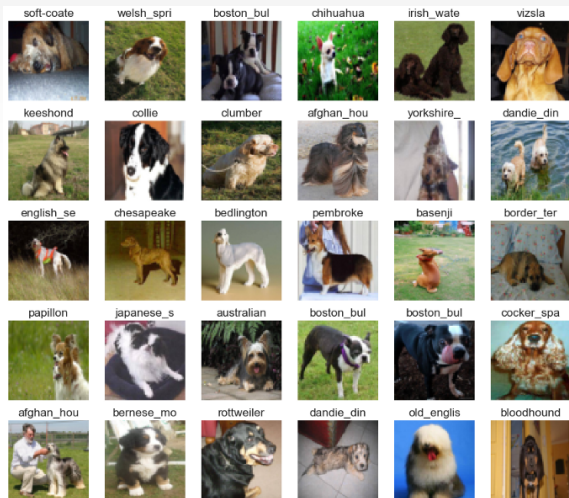 soft-coate
welsh_spri
boston_bul
chihuahua
irish_wate
vizsla
keeshond
collie
clumber
afghan_hou
yorkshire_
dandie_din
english_se
chesapeake
bedlington
pembroke
basenji
border_ter
papillon
japanese_s
australian
boston_bul
boston_bul
cocker_spa
afghan_hou
bernese_mo
rottweiler
dandie_din
old_englis
bloodhound